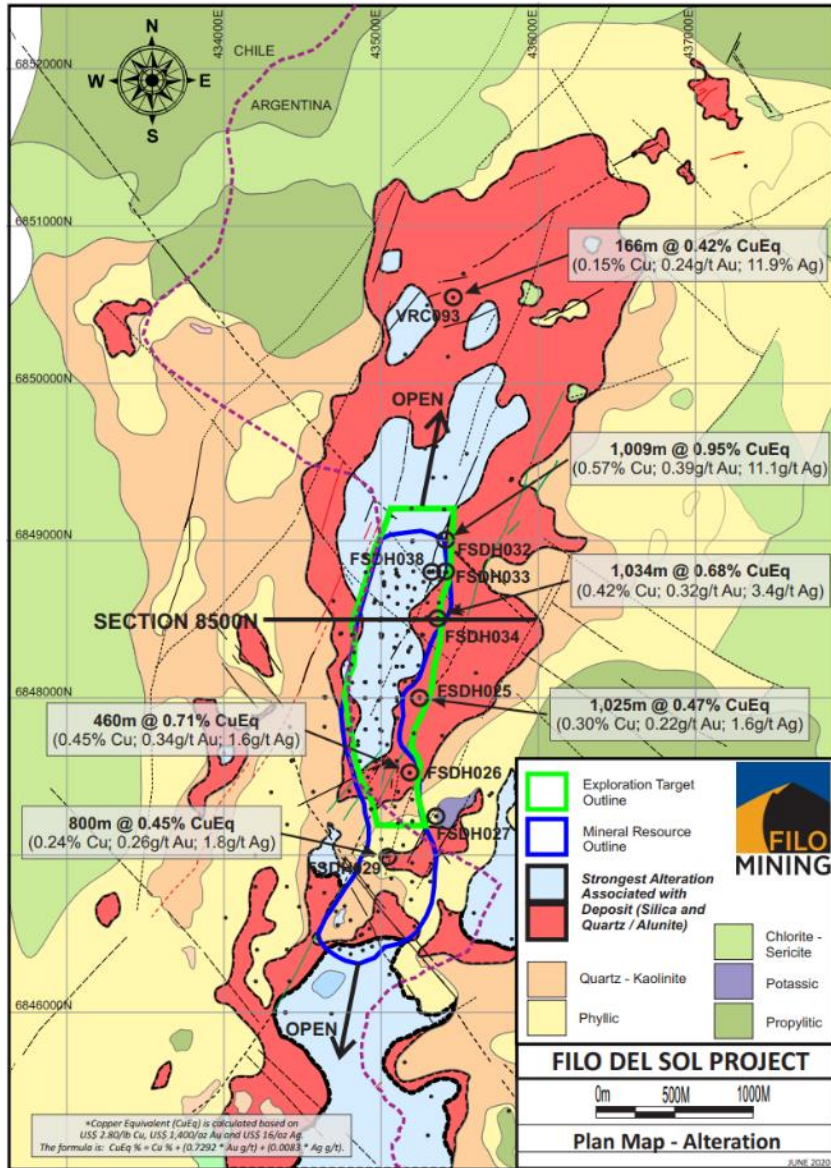 434000E
435000E
436000E
437000E
6852000N
N
W
E
S
CHILE
ARGENTINA
6851000N
166m @ 0.42% CuEq
(0.15% Cu; 0.24g/t Au; 11.9% Ag)
VRC093
6850000N
OPEN
1,009m @ 0.95% CuEq
(0.57% Cu; 0.39g/t Au; 11.1g/t Ag)
6849000N
FSDH032
FSDH038
FSDH033
1,034m @ 0.68% CuEq
(0.42% Cu; 0.32g/t Au; 3.4g/t Ag)
SECTION 8500N
FSDH034
6848000N
FSDH025
1,025m @ 0.47% CuEq
(0.30% Cu; 0.22g/t Au; 1.6g/t Ag)
460m @ 0.71% CuEq
(0.45% Cu; 0.34g/t Au; 1.6g/t Ag)
FSDH026
FSDH027
800m @ 0.45% CuEq
(0.24% Cu; 0.26g/t Au; 1.8g/t Ag)
FSDH029
6846000N
OPEN
Exploration Target
Outline
Mineral Resource
Outline
Strongest Alteration
Associated with
Deposit (Silica and
Quartz / Alunite)
Quartz - Kaolinite
Phyllic
FILO
MINING
Chlorite -
Sericite
Potassic
Propylitic
FILO DEL SOL PROJECT
0m 500M 1000M
Plan Map - Alteration
JUNE 2020
*Copper Equivalent (CuEq) is calculated based on
US$ 2.80/lb Cu, US$ 1,400/oz Au and US$ 16/oz Ag.
The formula is: CuEq % = Cu % + (0.7292 * Au g/t) + (0.0083 * Ag g/t).